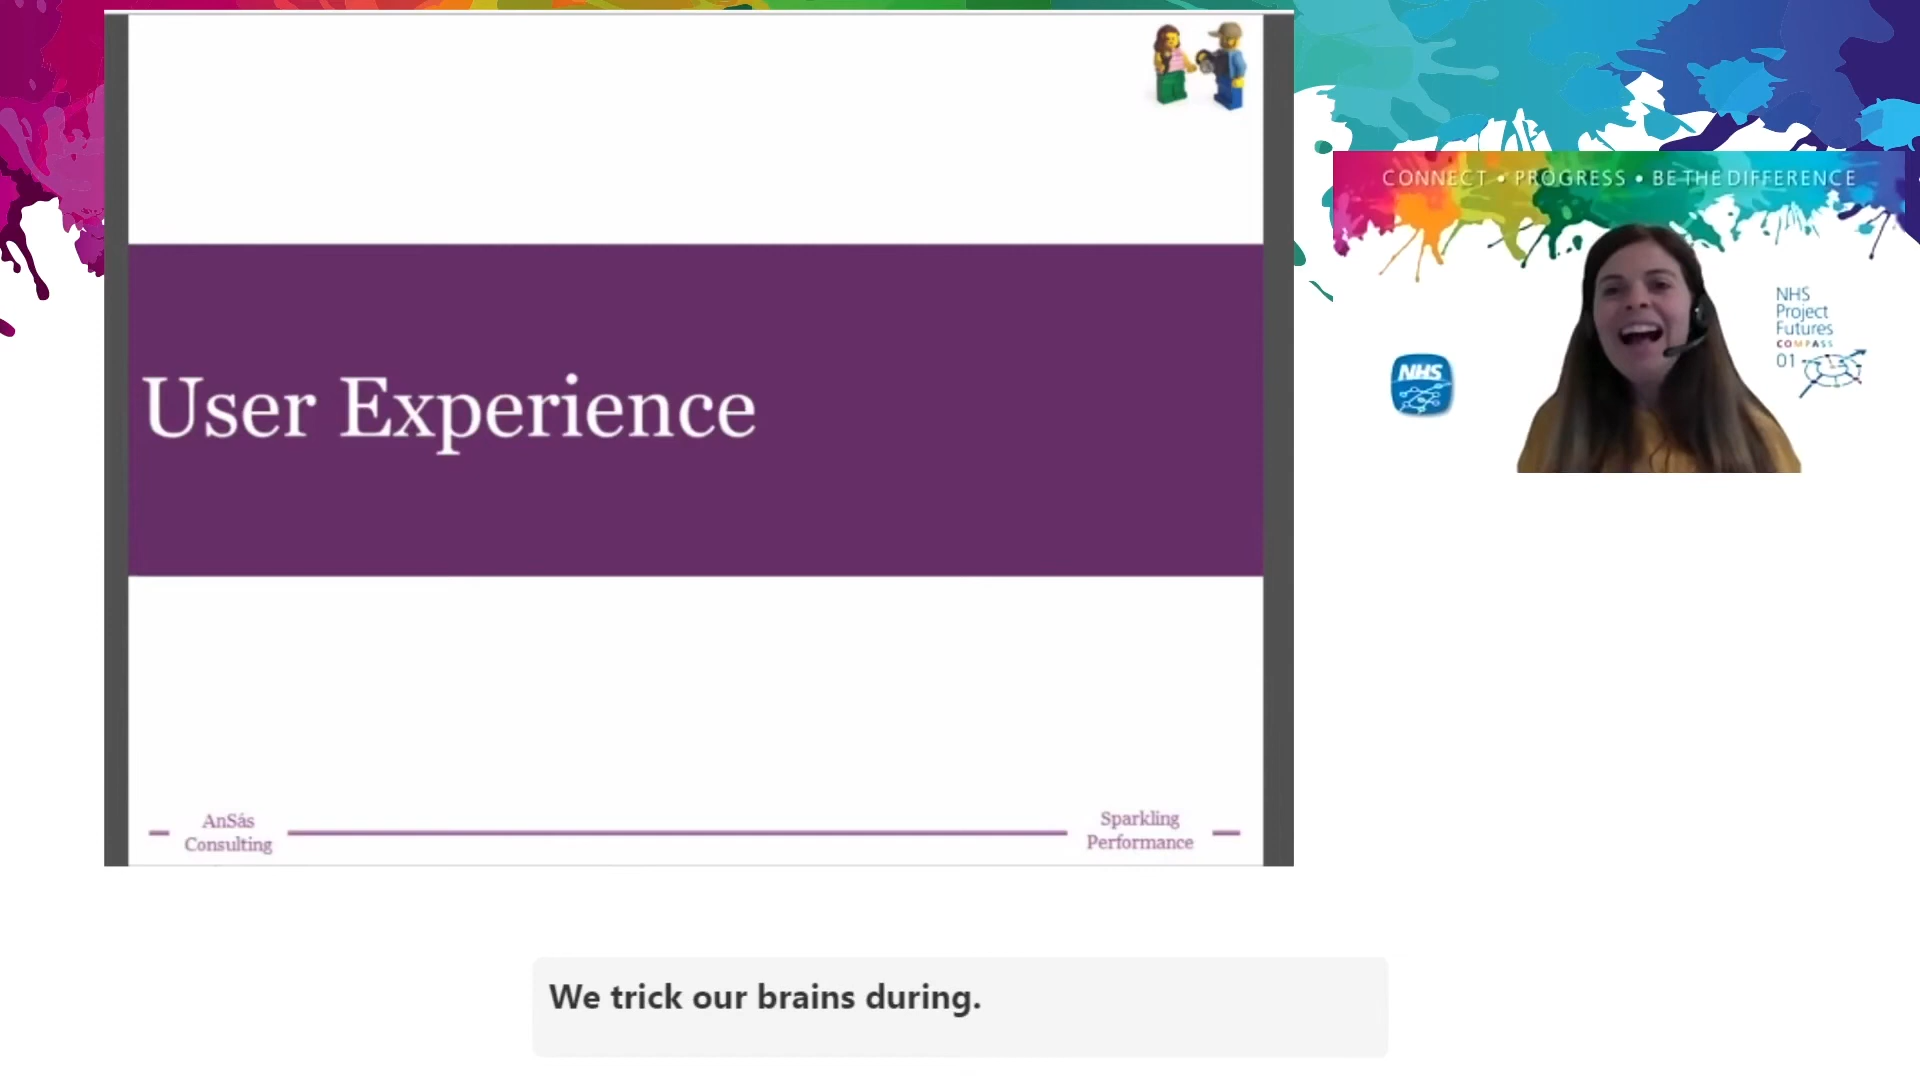 User Experience
AnSás
Consulting
Sparkling
Performance
CONNECT • PROGRESS • BE THE DIFFERENCE
NHS
NHS
Project
Futures
COMPASS
01
We trick our brains during.